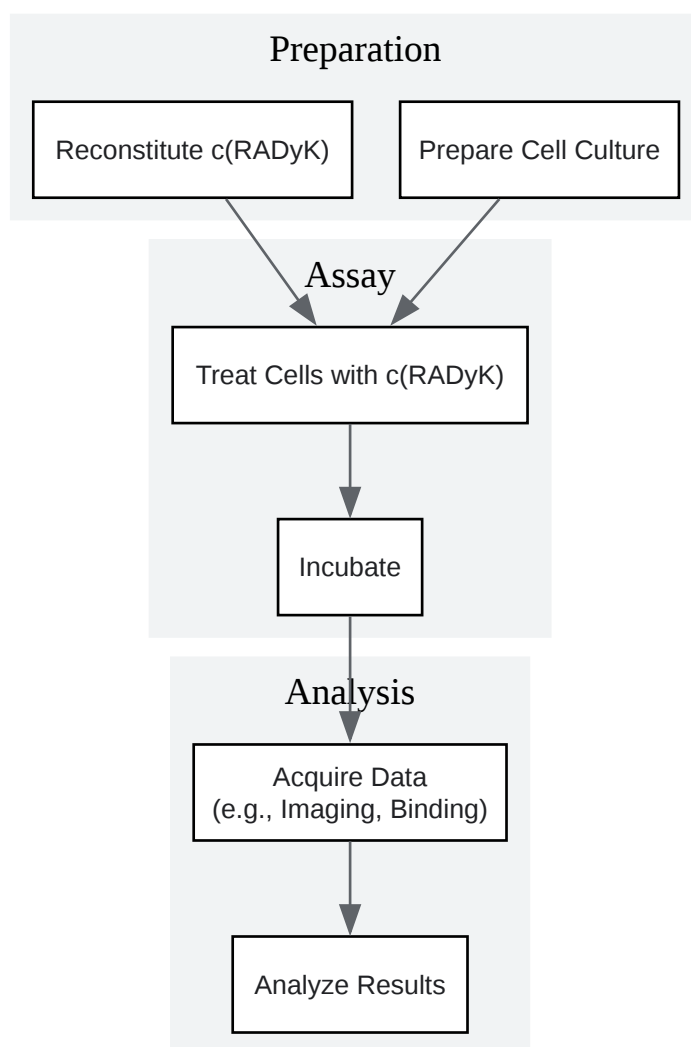 Preparation
Reconstitute c(RADyK)
Prepare Cell Culture
Assay
Treat Cells with c(RADyK)
Incubate
Analysis
Acquire Data
(e.g., Imaging, Binding)
Analyze Results